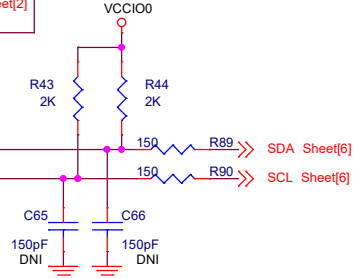 eet[2]
VCCIO0
R43
2K
R44
2K
150
R89
SDA Sheet[6]
150
R90
SCL Sheet[6]
C65
150pF
DNI
C66
150pF
DNI